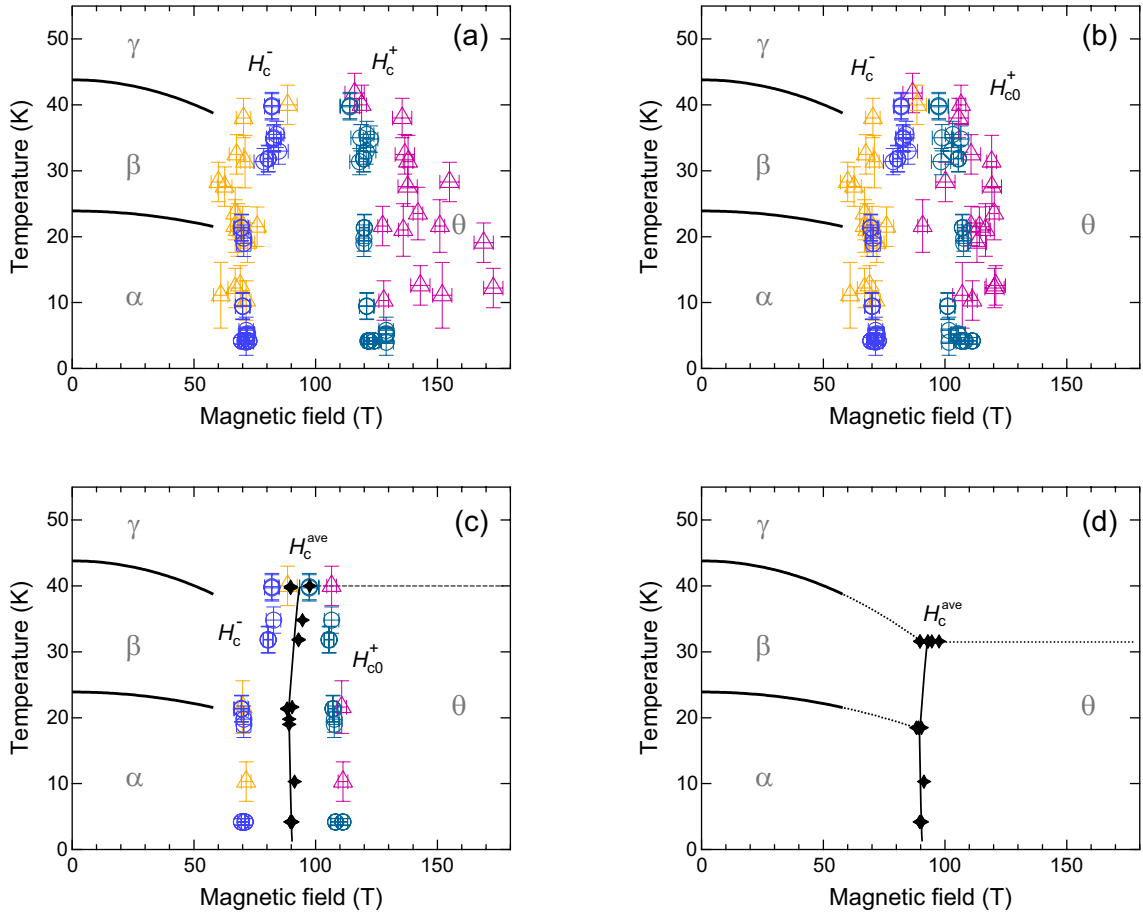 (a)
γ
β
α
θ
H_c^-
H_c^+
50
40
30
20
10
0
Temperature (K)
0 50 100 150
Magnetic field (T)
(b)
γ
β
α
θ
H_c^-
H_c0^+
50
40
30
20
10
0
Temperature (K)
0 50 100 150
Magnetic field (T)
(c)
γ
β
α
θ
H_c^ave
H_c^-
H_c0^+
50
40
30
20
10
0
Temperature (K)
0 50 100 150
Magnetic field (T)
(d)
γ
β
α
θ
H_c^ave
50
40
30
20
10
0
Temperature (K)
0 50 100 150
Magnetic field (T)